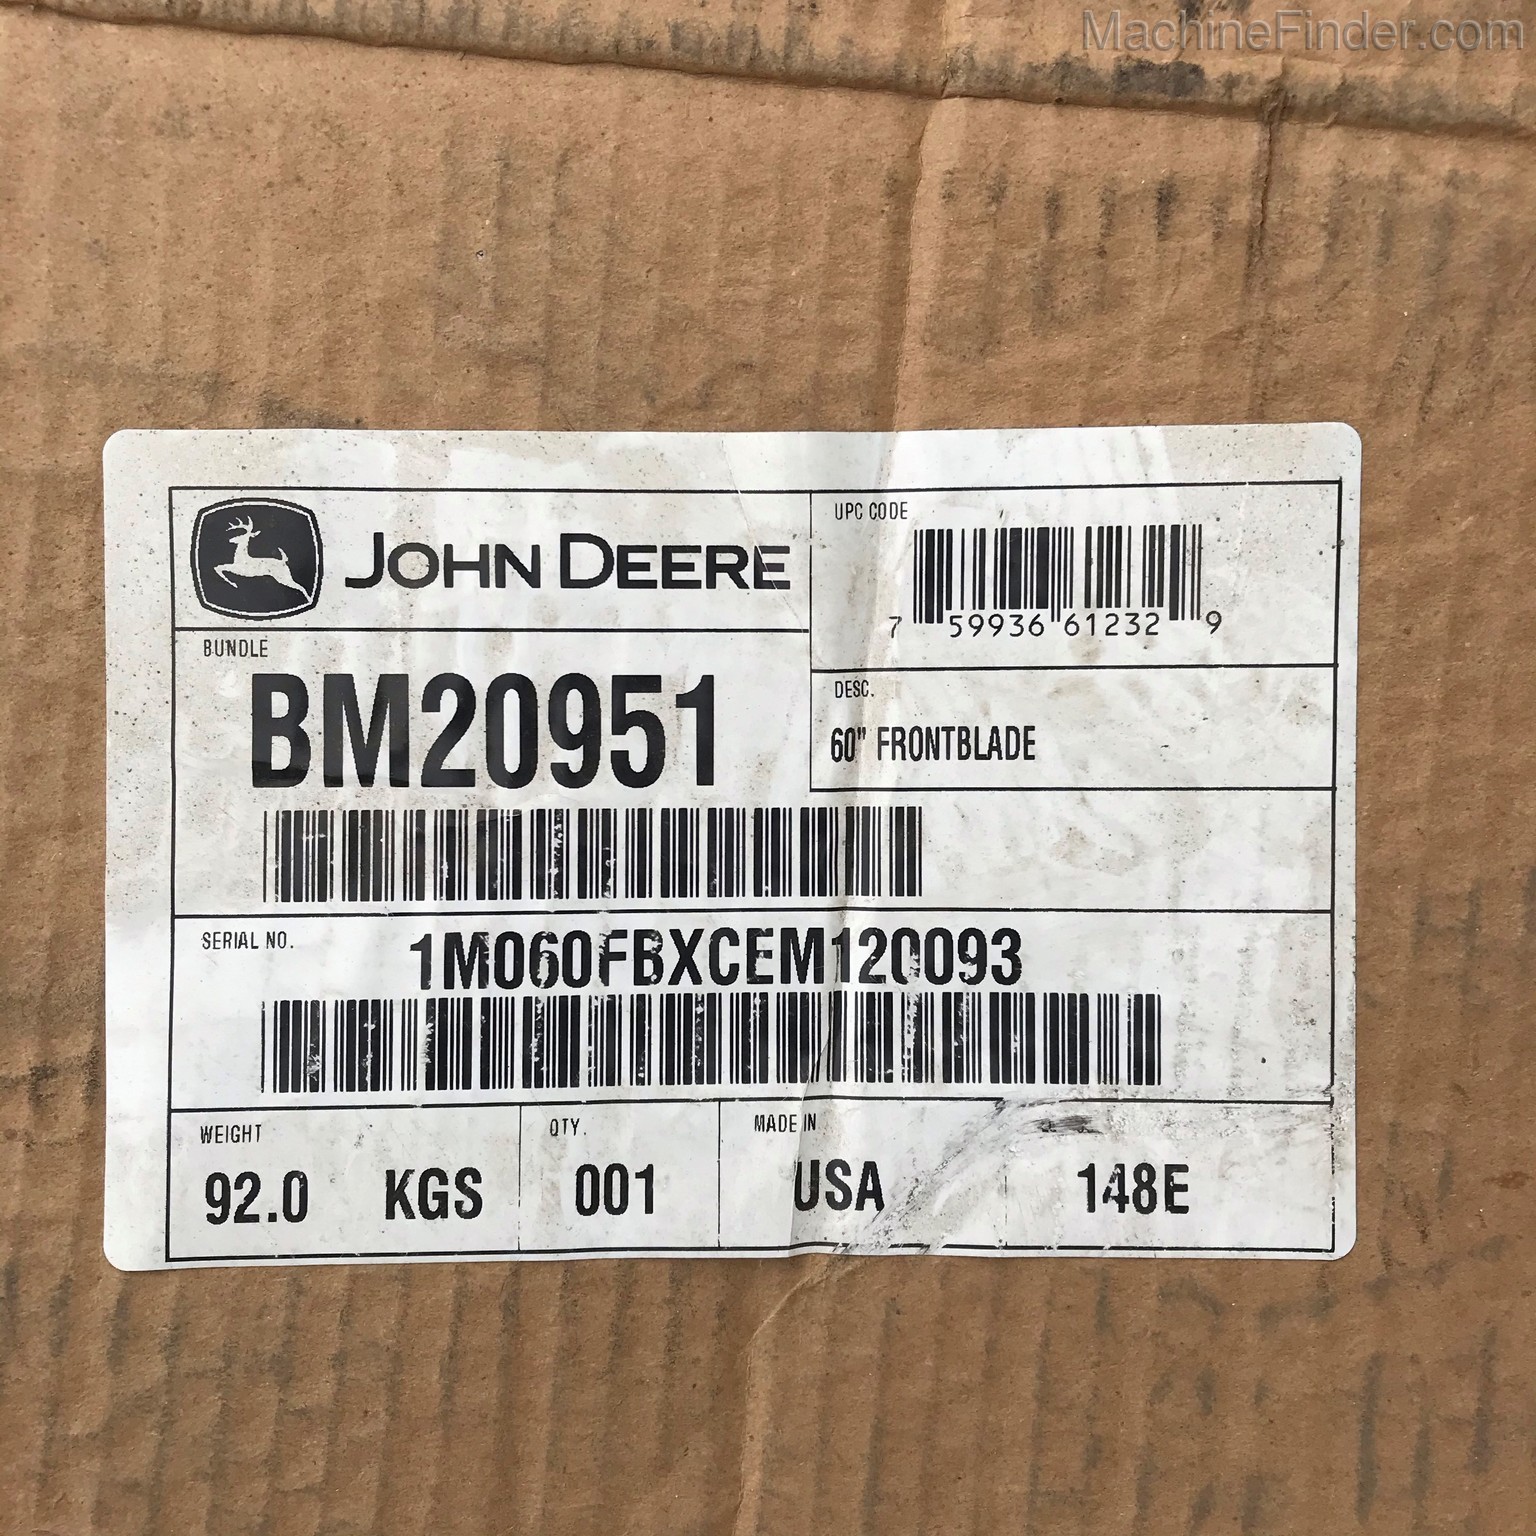 MachineFinder.com
JOHN DEERE
UPC CODE
7 59936 61232 9
BUNDLE
BM20951
DESC.
60" FRONTBLADE
SERIAL NO.
1M060FBXCEM120093
WEIGHT
92.0 KGS
QTY.
001
MADE IN
USA
148E